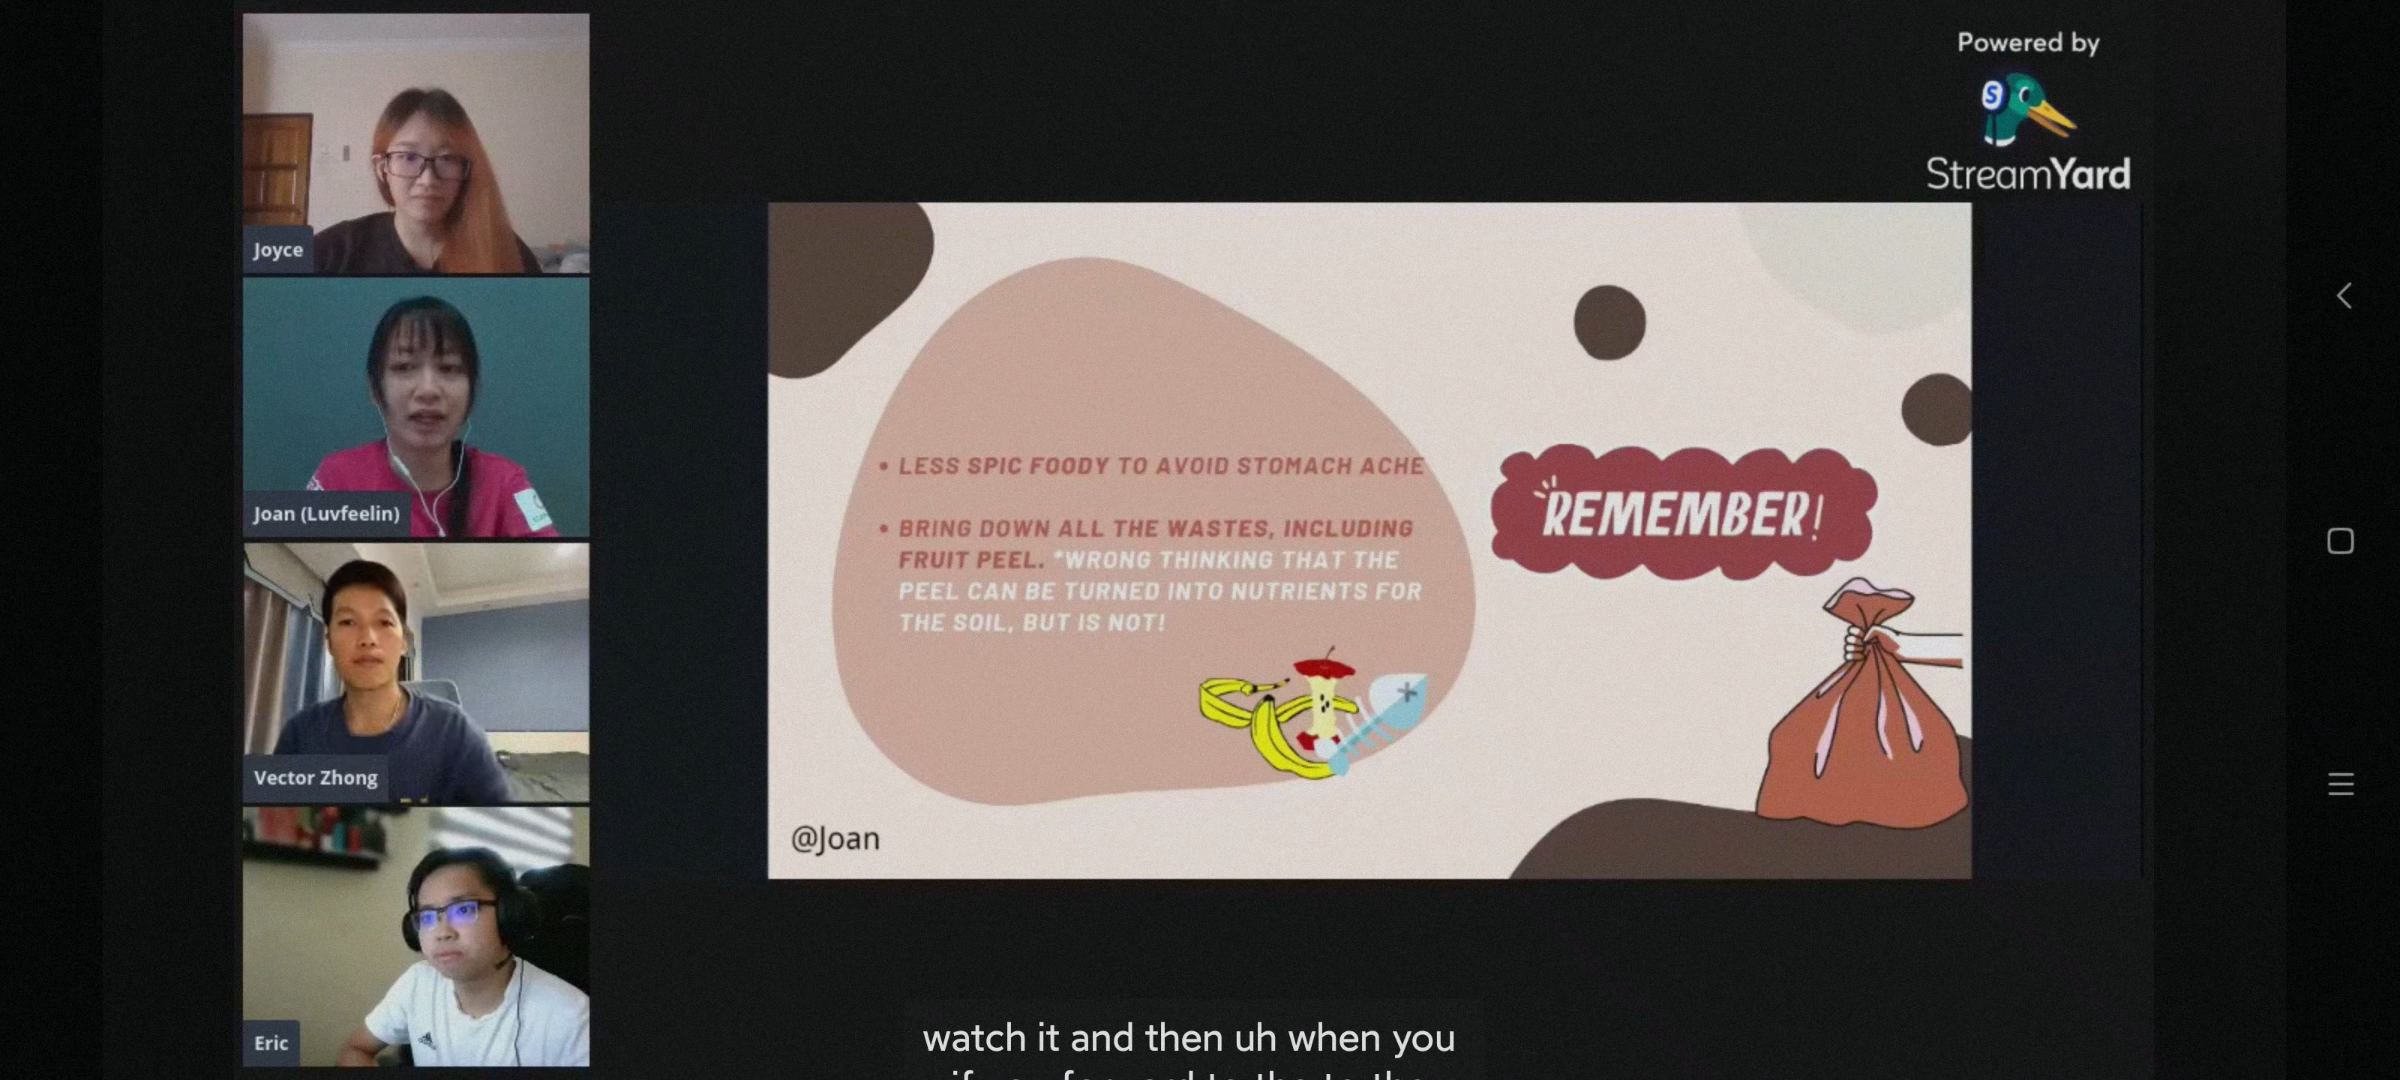 Powered by
S
StreamYard
Joyce
Joan (Luvfeelin)
Vector Zhong
Eric
• LESS SPIC FOODY TO AVOID STOMACH ACHE
• BRING DOWN ALL THE WASTES, INCLUDING
FRUIT PEEL. *WRONG THINKING THAT THE
PEEL CAN BE TURNED INTO NUTRIENTS FOR
THE SOIL, BUT IS NOT!
REMEMBER!
@Joan
watch it and then uh when you